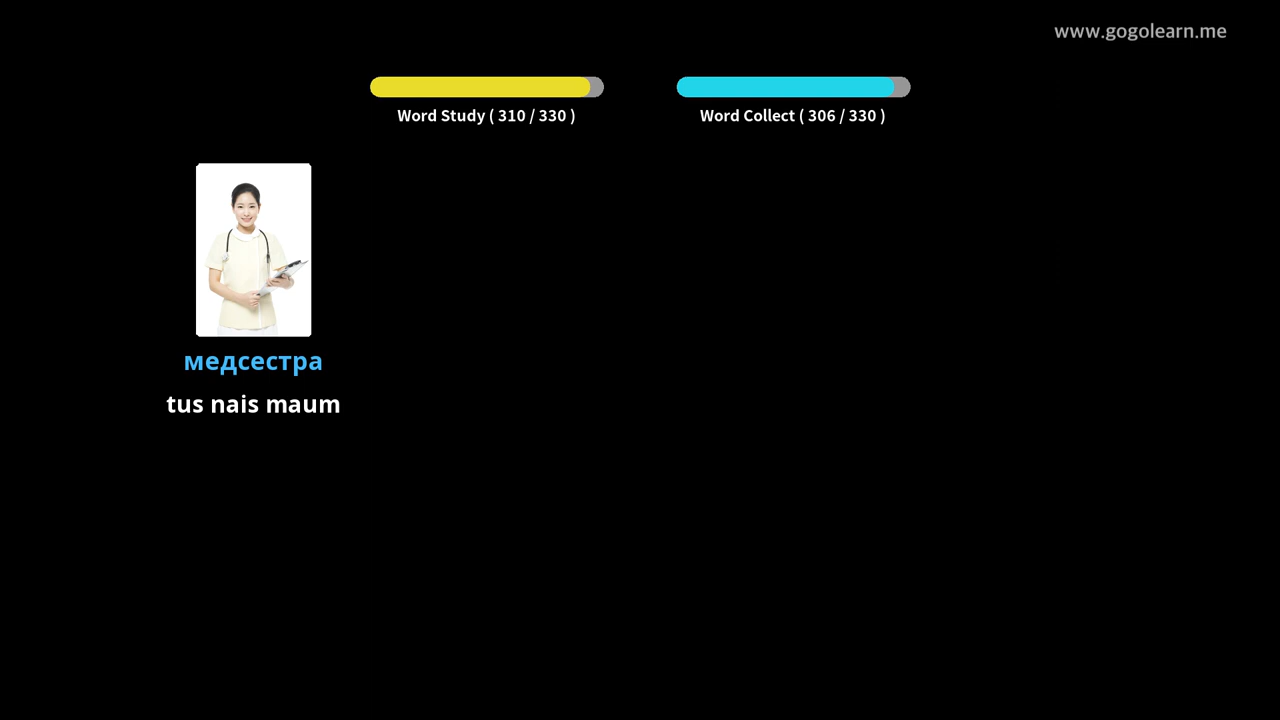 www.gogolearn.me
Word Study ( 310 / 330 )
Word Collect ( 306 / 330 )
медсестра
tus nais maum